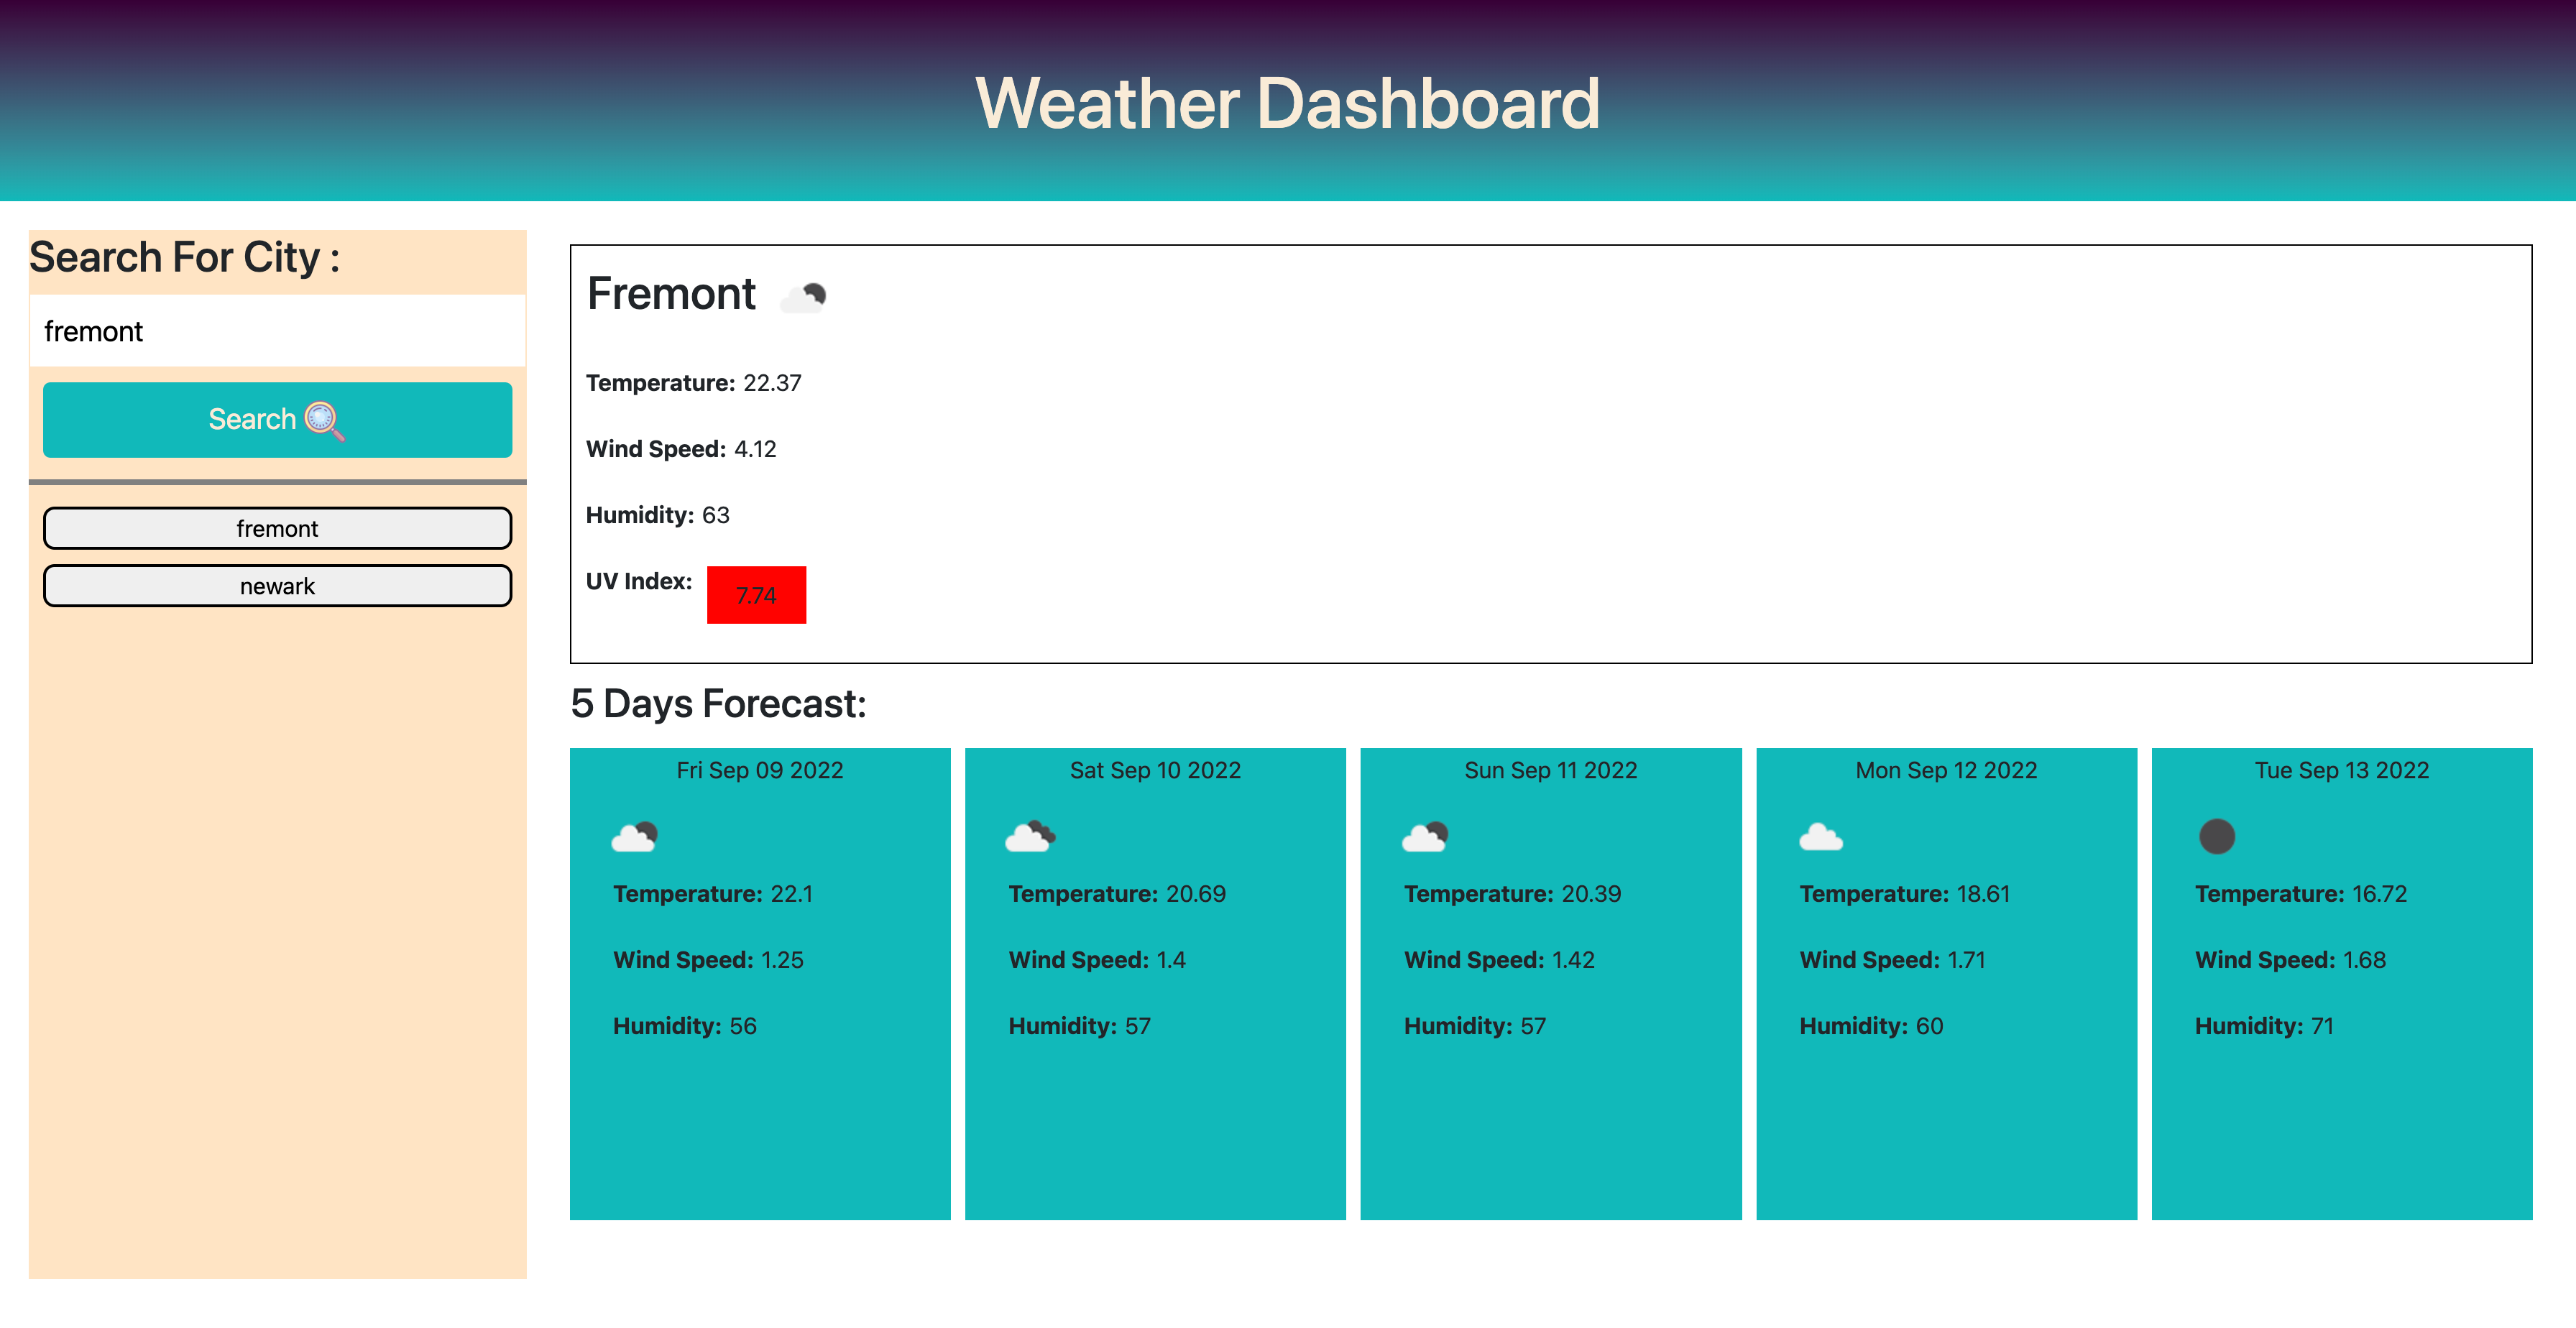 Weather Dashboard
Search For City :
fremont
Search
fremont
newark
Fremont
Temperature: 22.37
Wind Speed: 4.12
Humidity: 63
UV Index: 7.74
5 Days Forecast:
Fri Sep 09 2022
Temperature: 22.1
Wind Speed: 1.25
Humidity: 56
Sat Sep 10 2022
Temperature: 20.69
Wind Speed: 1.4
Humidity: 57
Sun Sep 11 2022
Temperature: 20.39
Wind Speed: 1.42
Humidity: 57
Mon Sep 12 2022
Temperature: 18.61
Wind Speed: 1.71
Humidity: 60
Tue Sep 13 2022
Temperature: 16.72
Wind Speed: 1.68
Humidity: 71